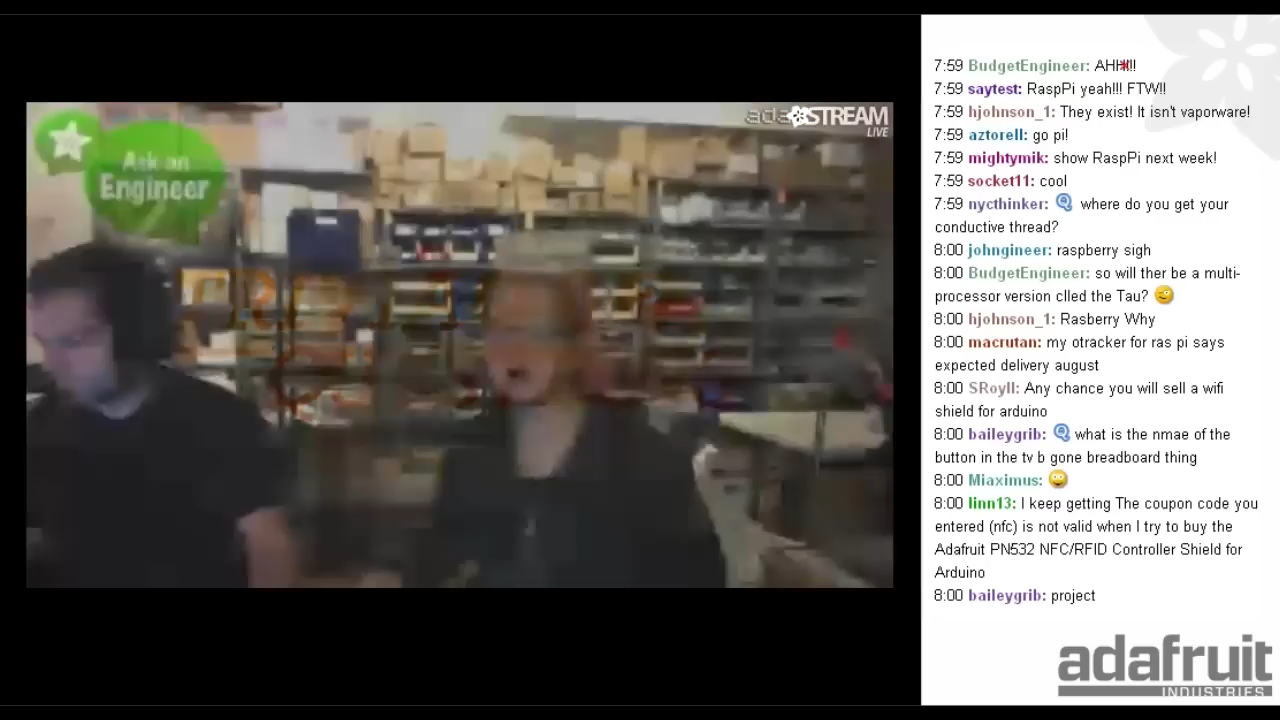 adafruit STREAM
LIVE
Ask an
Engineer
7:59 BudgetEngineer: AHH!!!
7:59 saytest: RaspPi yeah!!! FTW!!
7:59 hjohnson_1: They exist! It isn't vaporware!
7:59 aztorell: go pi!
7:59 mightymik: show RaspPi next week!
7:59 socket11: cool
7:59 nycthinker: where do you get your
conductive thread?
8:00 johngineer: raspberry sigh
8:00 BudgetEngineer: so will ther be a multi-
processor version clled the Tau?
8:00 hjohnson_1: Rasberry Why
8:00 macrutan: my otracker for ras pi says
expected delivery august
8:00 SRoyll: Any chance you will sell a wifi
shield for arduino
8:00 baileygrib: what is the nmae of the
button in the tv b gone breadboard thing
8:00 Miaximus:
8:00 linn13: I keep getting The coupon code you
entered (nfc) is not valid when I try to buy the
Adafruit PN532 NFC/RFID Controller Shield for
Arduino
8:00 baileygrib: project
adafruit
INDUSTRIES